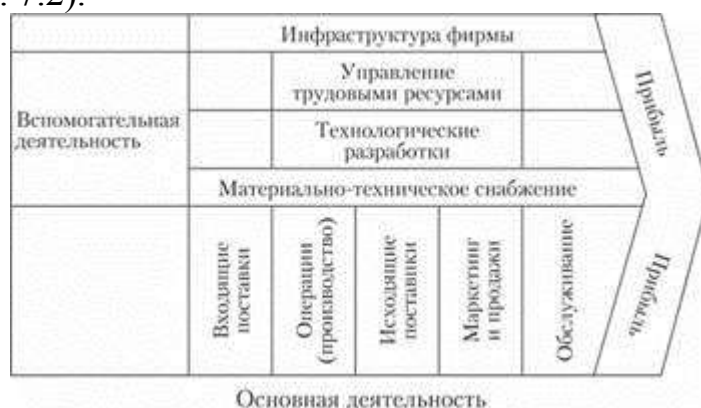 . 7.2).
Инфраструктура фирмы
Управление
трудовыми ресурсами
Вспомогательная
деятельность
Технологические
разработки
Материально-техническое снабжение
Входящие
поставки
Операции
(производство)
Исходящие
поставки
Маркетинг
и продажи
Обслуживание
Прибыль
Прибыль
Основная деятельность